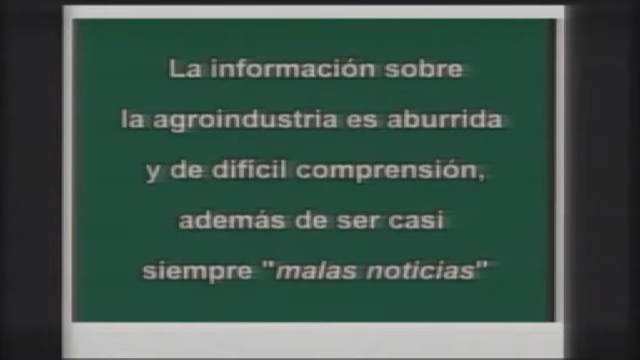 La información sobre
la agroindustria es aburrida
y de difícil comprensión,
además de ser casi
siempre "malas noticias"